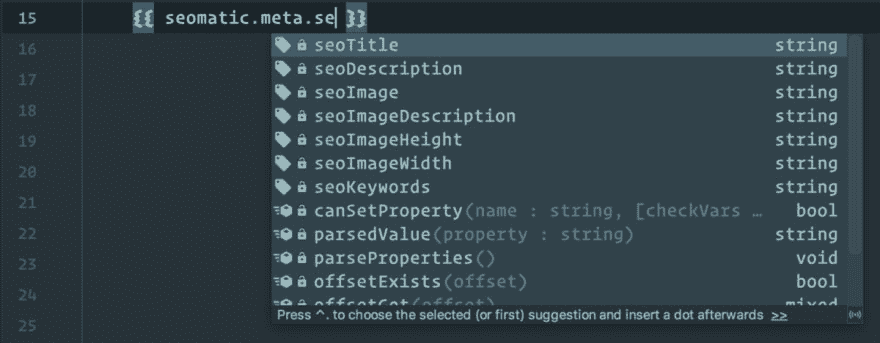 15 {{ seomatic.meta.se }}
16 seoTitle string
17 seoDescription string
18 seoImage string
seoImageDescription string
19 seoImageHeight string
20 seoImageWidth string
seoKeywords string
21 canSetProperty(name : string, [checkVars … bool
22 parsedValue(property : string) string
23 parseProperties() void
24 offsetExists(offset) bool
offsetGet(offset) mixed
25 Press ^. to choose the selected (or first) suggestion and insert a dot afterwards >>